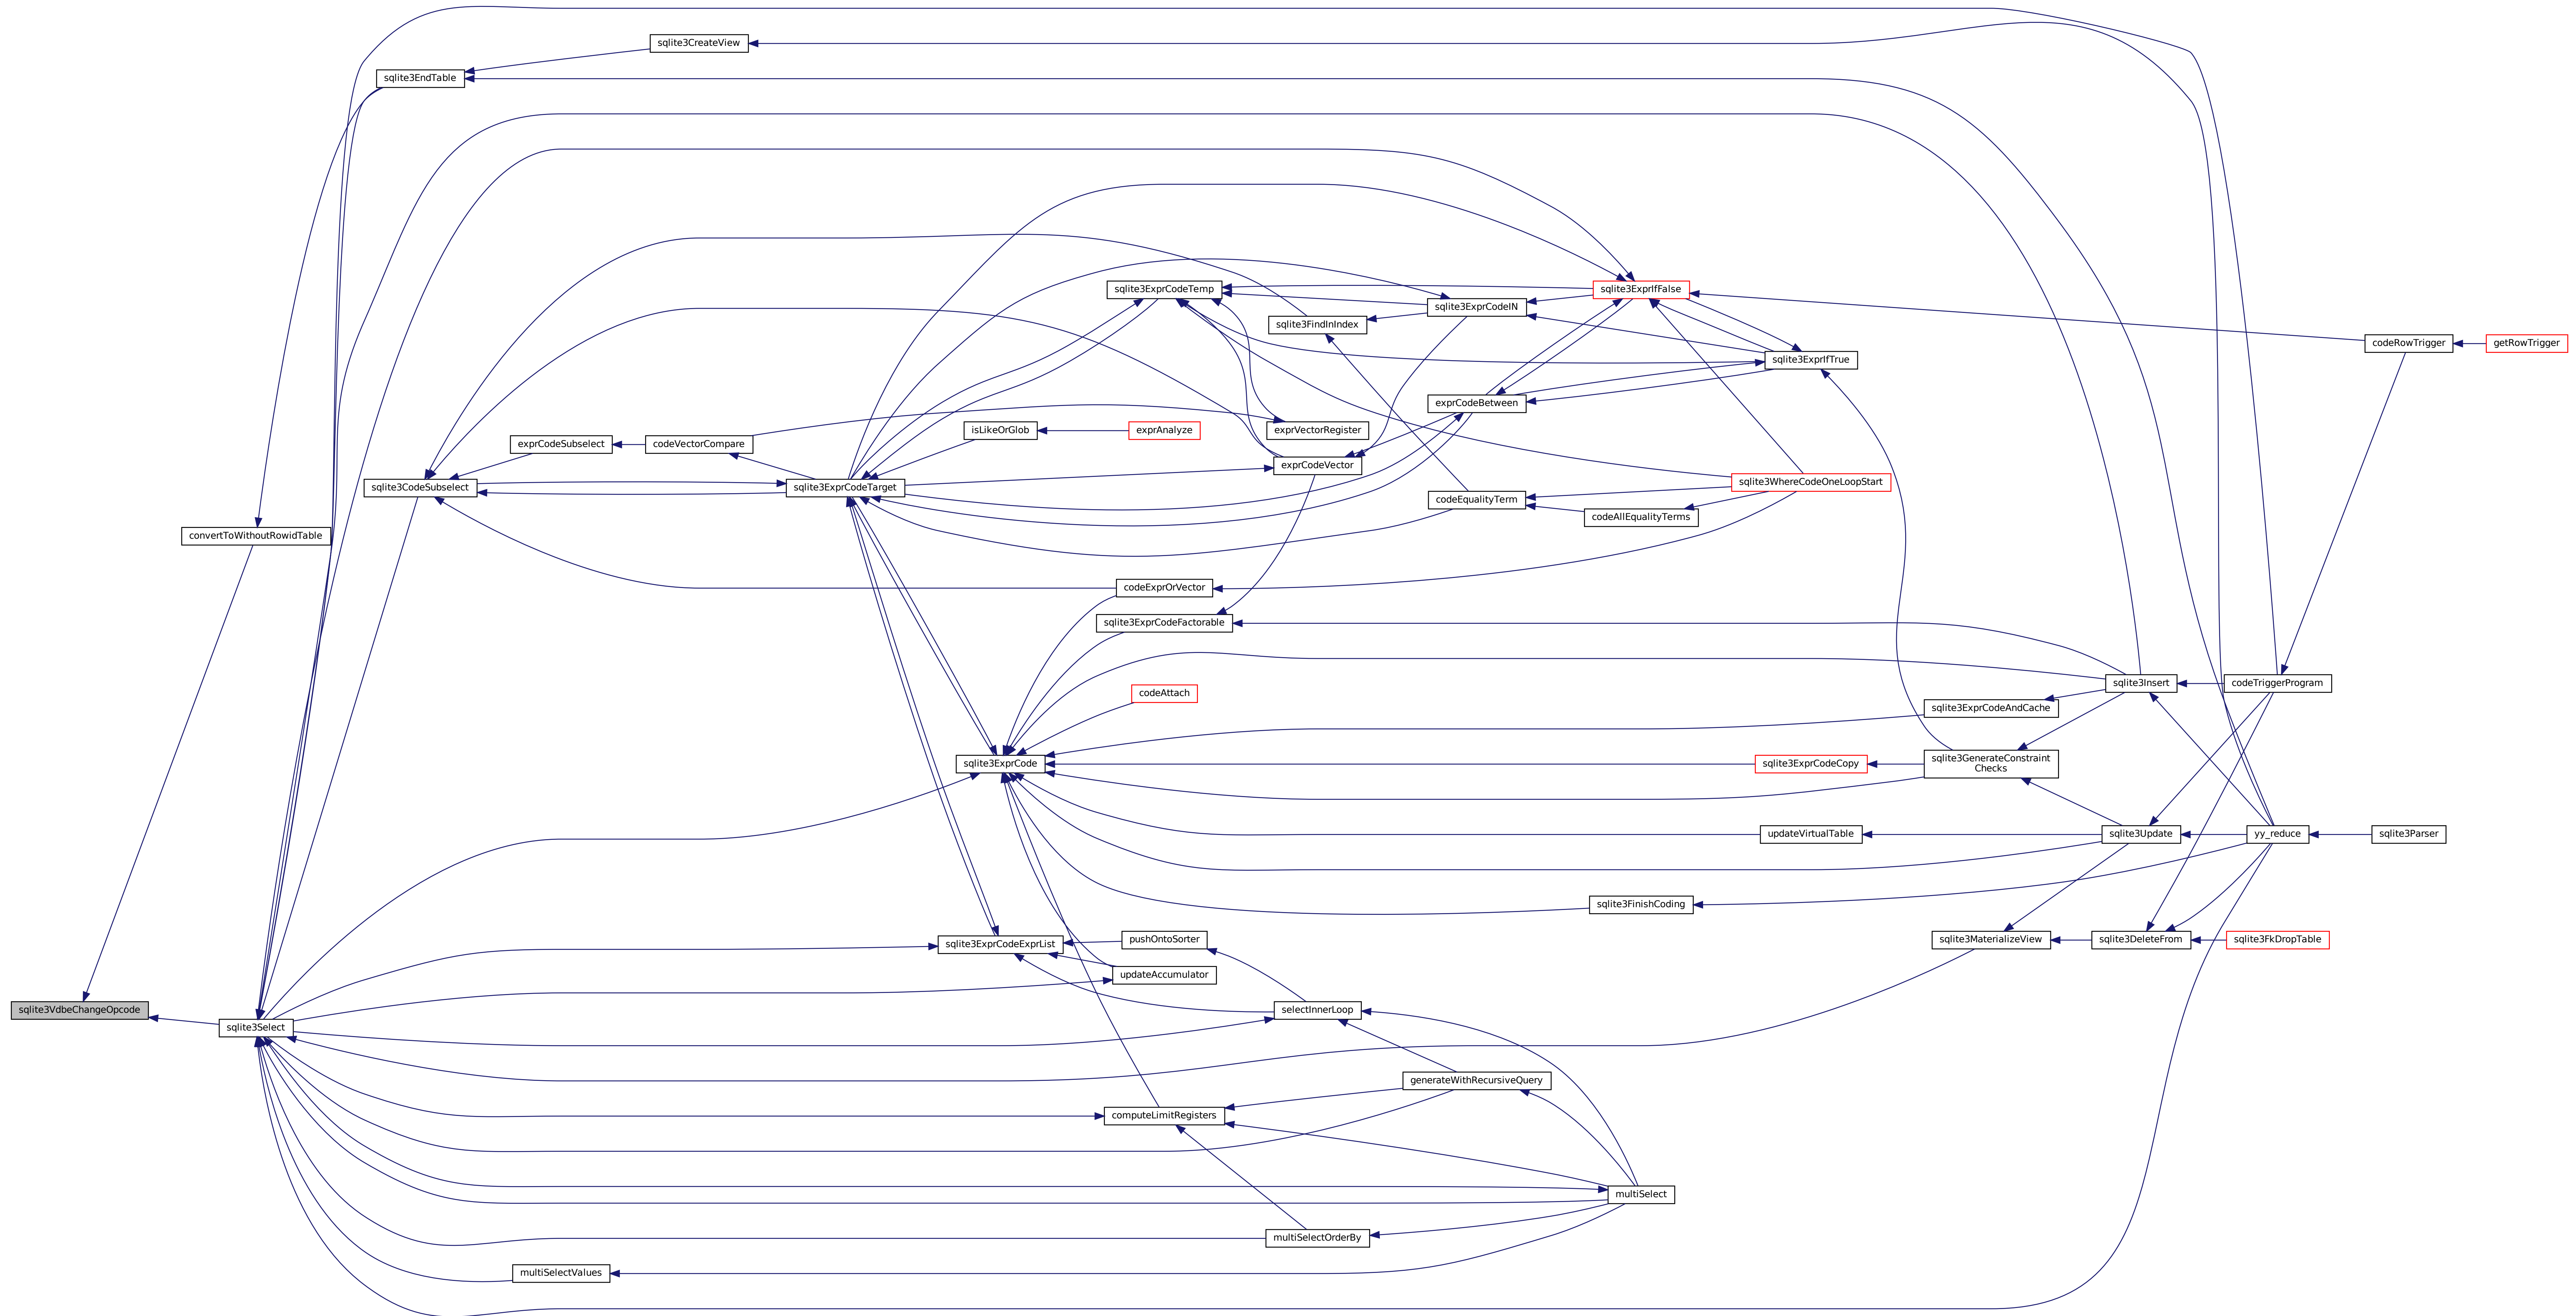 sqlite3CreateView
sqlite3EndTable
sqlite3ExprCodeTemp
sqlite3ExprIfFalse
sqlite3ExprCodeIN
sqlite3FindInIndex
codeRowTrigger
getRowTrigger
sqlite3ExprIfTrue
exprCodeBetween
isLikeOrGlob
exprAnalyze
exprVectorRegister
exprCodeSubselect
codeVectorCompare
exprCodeVector
sqlite3CodeSubselect
sqlite3ExprCodeTarget
sqlite3WhereCodeOneLoopStart
codeEqualityTerm
codeAllEqualityTerms
convertToWithoutRowidTable
codeExprOrVector
sqlite3ExprCodeFactorable
sqlite3Insert
codeTriggerProgram
codeAttach
sqlite3ExprCodeAndCache
sqlite3ExprCode
sqlite3ExprCodeCopy
sqlite3GenerateConstraint
Checks
updateVirtualTable
sqlite3Update
yy_reduce
sqlite3Parser
sqlite3FinishCoding
sqlite3ExprCodeExprList
pushOntoSorter
sqlite3MaterializeView
sqlite3DeleteFrom
sqlite3FkDropTable
updateAccumulator
sqlite3VdbeChangeOpcode
selectInnerLoop
sqlite3Select
generateWithRecursiveQuery
computeLimitRegisters
multiSelect
multiSelectOrderBy
multiSelectValues